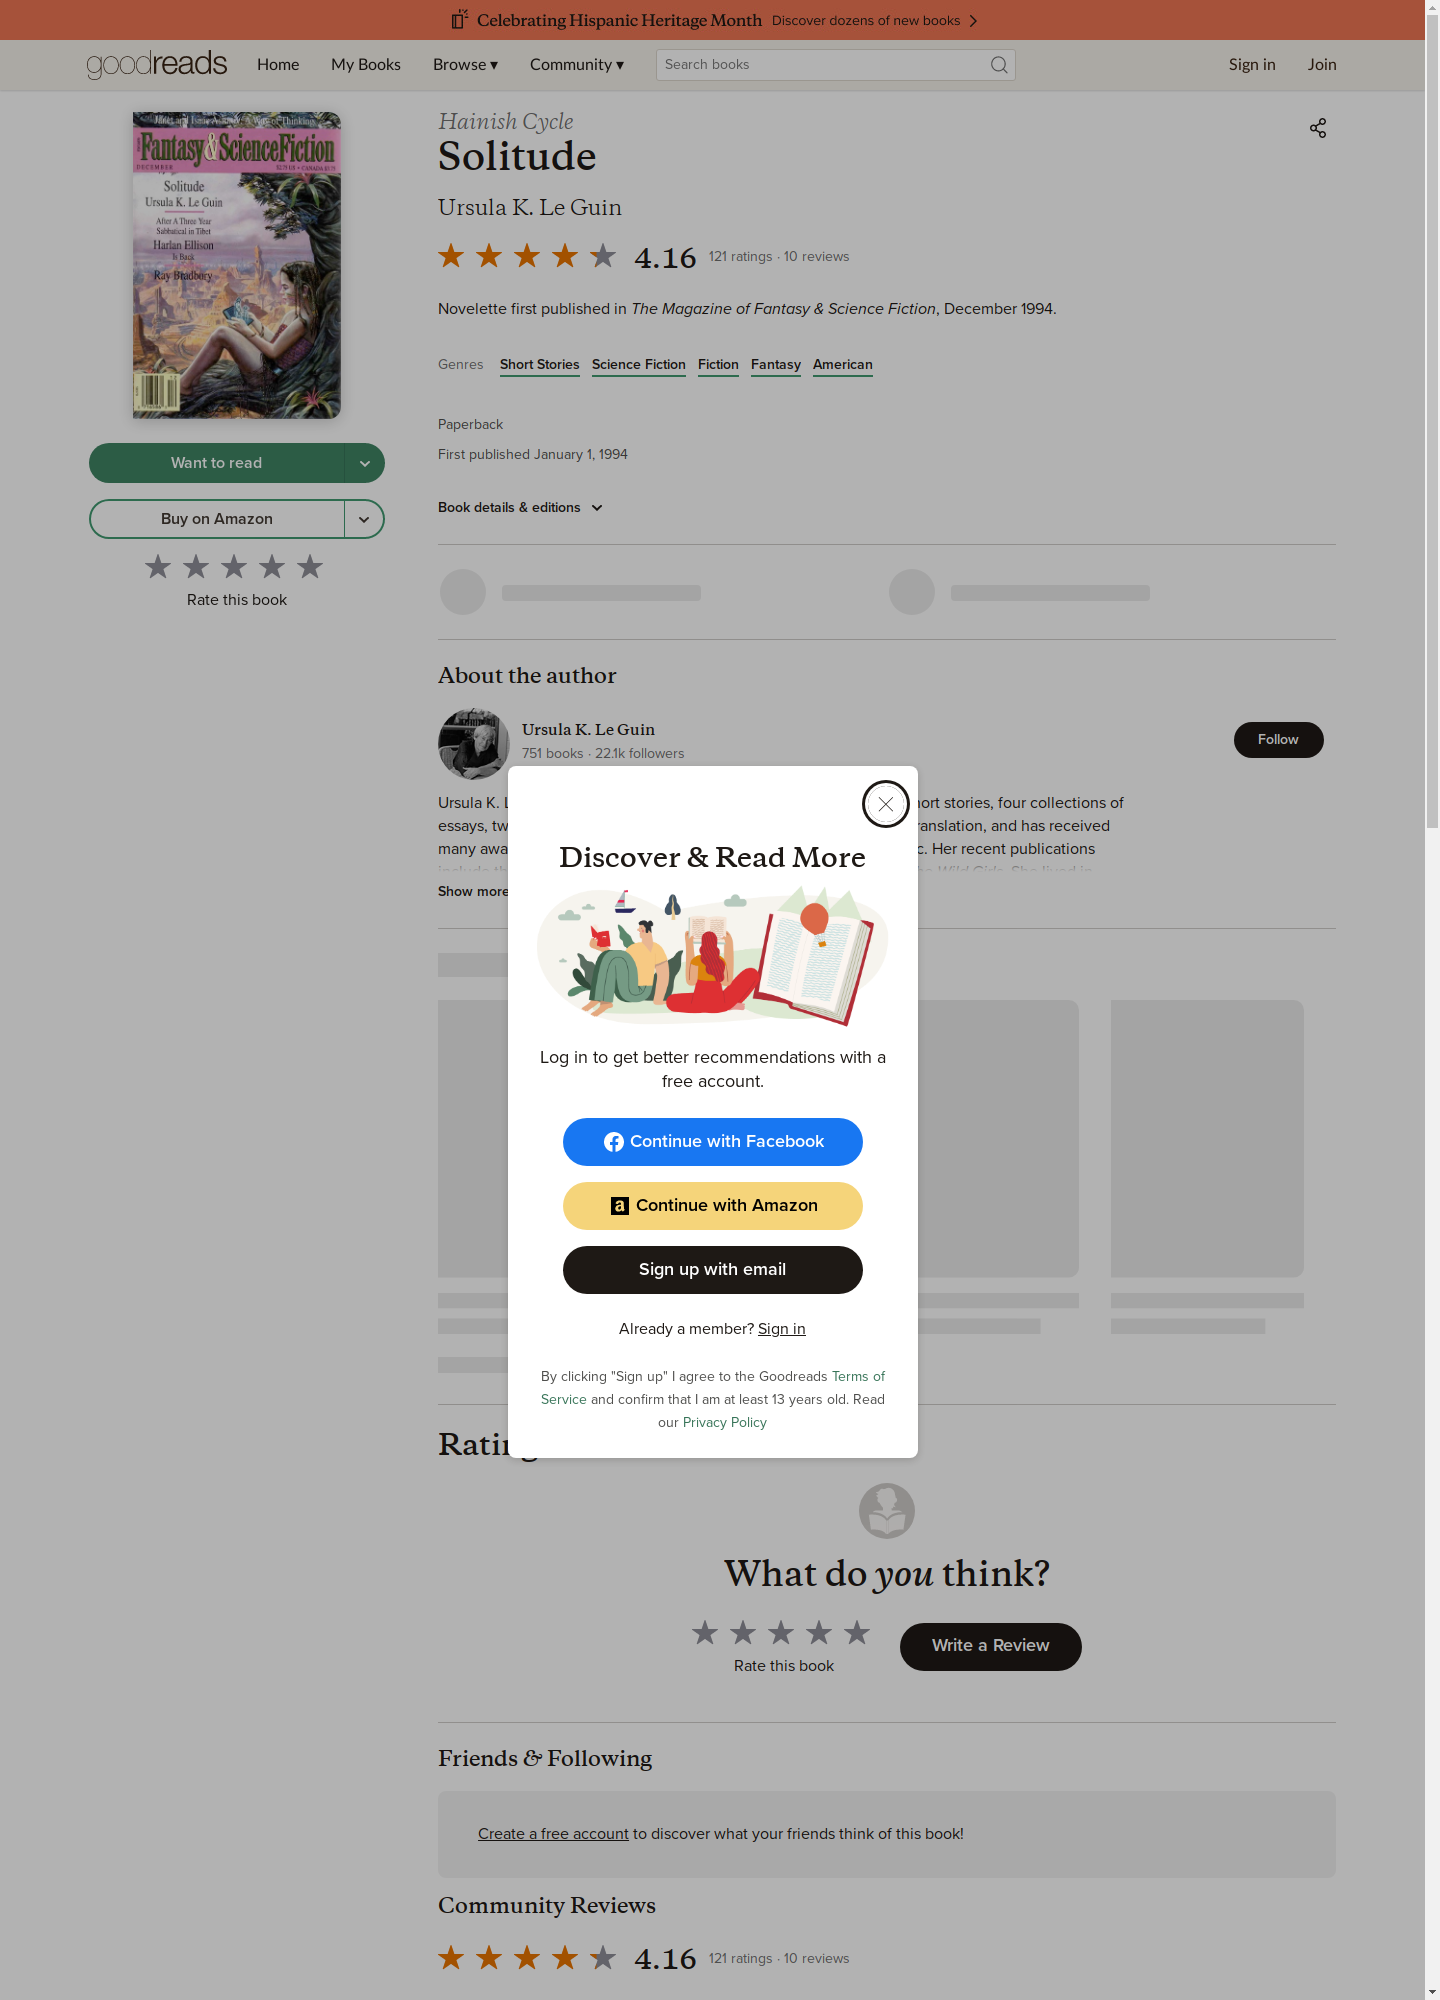 Celebrating Hispanic Heritage Month Discover dozens of new books
goodreads Home My Books Browse ▾ Community ▾ Search books Sign in Join
Janet and Isaac Asimov: A Way of Thinking
Fantasy & Science Fiction
DECEMBER
Solitude
Ursula K. Le Guin
After A Three Year
Sabbatical in Tibet
Harlan Ellison
Is Back
Ray Bradbury
Want to read
Buy on Amazon
Rate this book
Hainish Cycle
Solitude
Ursula K. Le Guin
4.16 121 ratings · 10 reviews
Novelette first published in The Magazine of Fantasy & Science Fiction, December 1994.
Genres Short Stories Science Fiction Fiction Fantasy American
Paperback
First published January 1, 1994
Book details & editions
About the author
Ursula K. Le Guin
751 books · 22.1k followers
Follow
Ursula K. hort stories, four collections of
essays, tw ranslation, and has received
many awa c. Her recent publications
Show more
Discover & Read More
Log in to get better recommendations with a
free account.
Continue with Facebook
Continue with Amazon
Sign up with email
Already a member? Sign in
By clicking "Sign up" I agree to the Goodreads Terms of
Service and confirm that I am at least 13 years old. Read
our Privacy Policy
Rating
What do you think?
Rate this book
Write a Review
Friends & Following
Create a free account to discover what your friends think of this book!
Community Reviews
4.16 121 ratings · 10 reviews